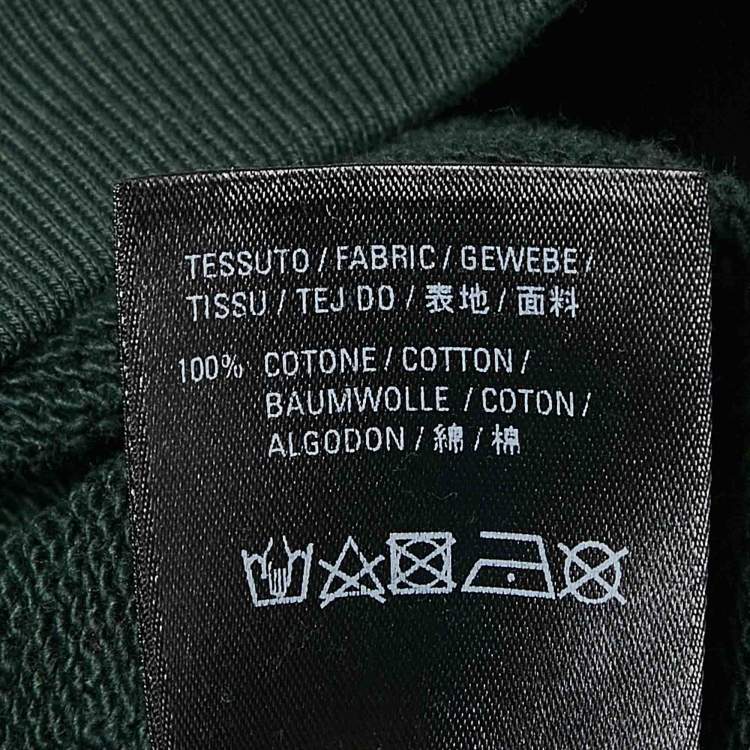 TESSUTO / FABRIC / GEWEBE /
TISSU / TEJ DO / 表地 / 面料
100% COTONE / COTTON /
BAUMWOLLE / COTON /
ALGODON / 綿 / 棉